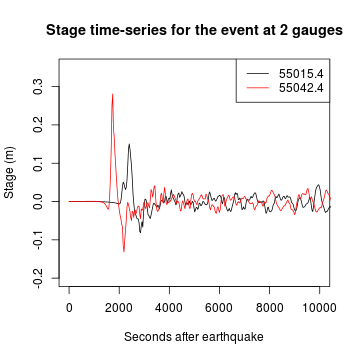 Stage time-series for the event at 2 gauges
55015.4
55042.4
Stage (m)
0.3
0.2
0.1
0.0
-0.1
-0.2
0 2000 4000 6000 8000 10000
Seconds after earthquake